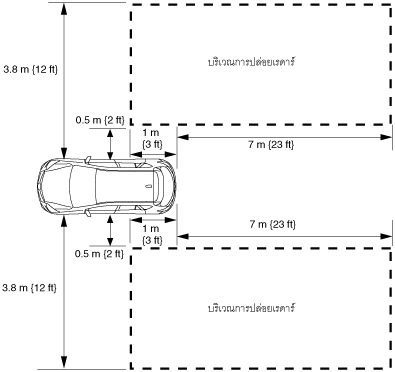 บริเวณการปล่อยเรดาร์
3.8 m {12 ft}
0.5 m {2 ft}
1 m
{3 ft}
7 m {23 ft}
1 m
{3 ft}
7 m {23 ft}
0.5 m {2 ft}
3.8 m {12 ft}
บริเวณการปล่อยเรดาร์